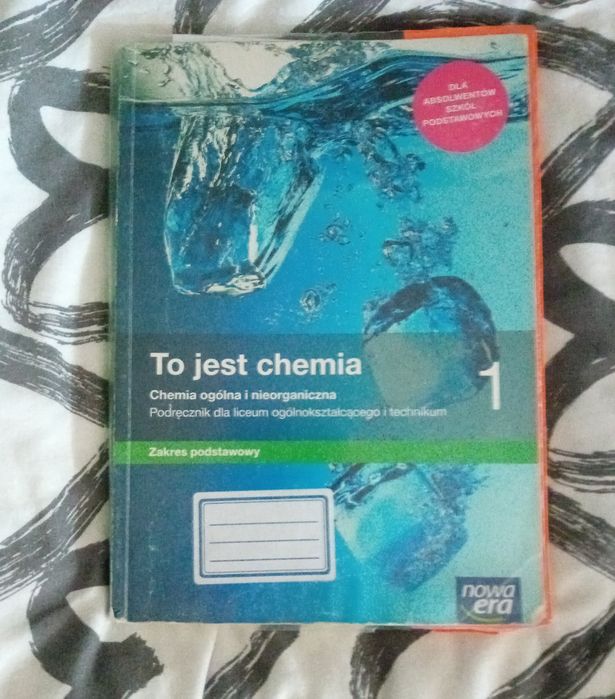 DLA
ABSOLWENTÓW
SZKÓŁ
PODSTAWOWYCH
To jest chemia
1
Chemia ogólna i nieorganiczna
Podręcznik dla liceum ogólnokształcącego i technikum
Zakres podstawowy
nowa
era